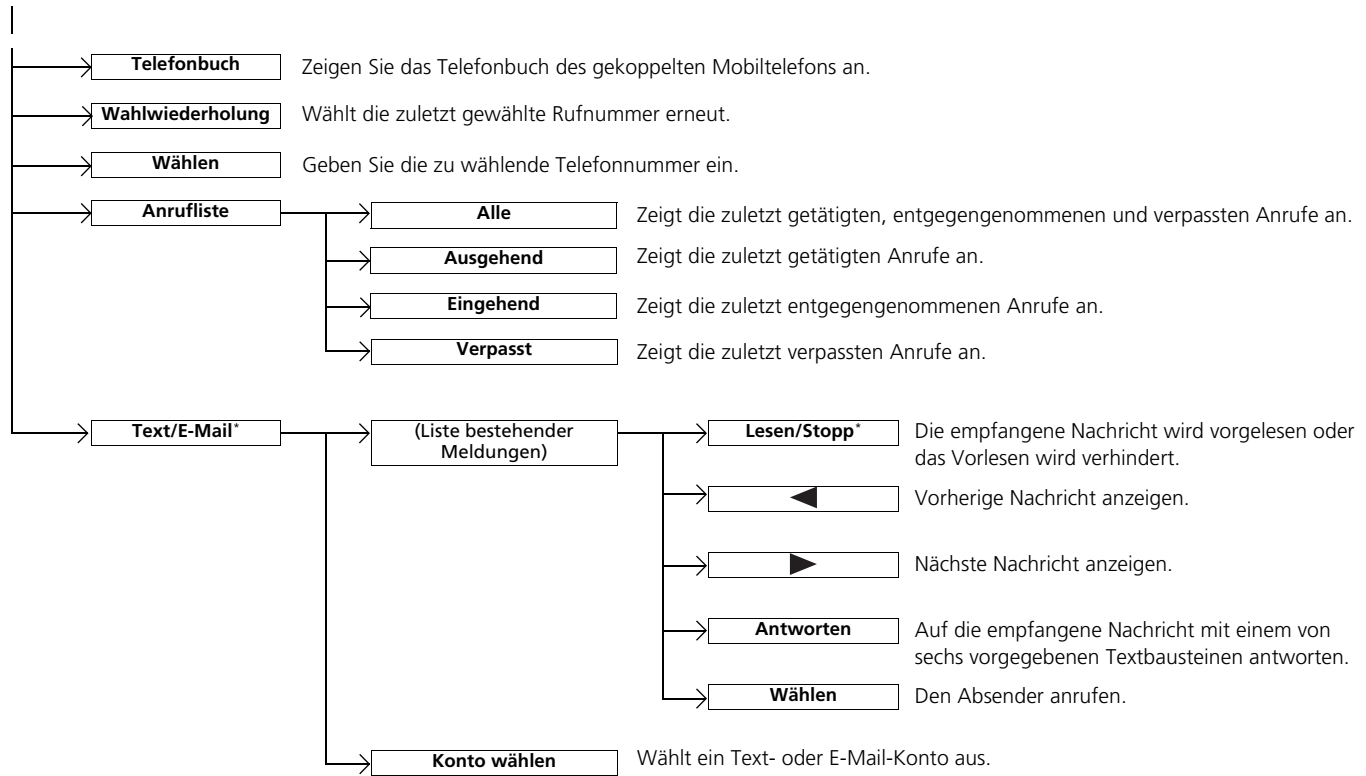 Telefonbuch Zeigen Sie das Telefonbuch des gekoppelten Mobiltelefons an.
Wahlwiederholung Wählt die zuletzt gewählte Rufnummer erneut.
Wählen Geben Sie die zu wählende Telefonnummer ein.
Anrufliste Alle Zeigt die zuletzt getätigten, entgegengenommenen und verpassten Anrufe an.
Ausgehend Zeigt die zuletzt getätigten Anrufe an.
Eingehend Zeigt die zuletzt entgegengenommenen Anrufe an.
Verpasst Zeigt die zuletzt verpassten Anrufe an.
Text/E-Mail* (Liste bestehender Meldungen) Lesen/Stopp* Die empfangene Nachricht wird vorgelesen oder
das Vorlesen wird verhindert.
Vorherige Nachricht anzeigen.
Nächste Nachricht anzeigen.
Antworten Auf die empfangene Nachricht mit einem von
sechs vorgegebenen Textbausteinen antworten.
Wählen Den Absender anrufen.
Konto wählen Wählt ein Text- oder E-Mail-Konto aus.